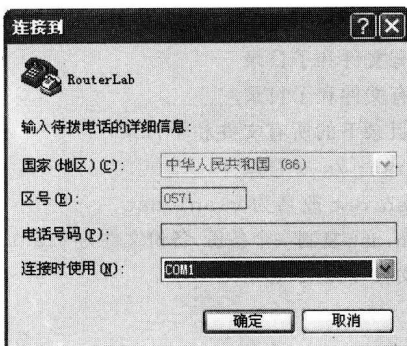 连接到
RouterLab
输入待拨电话的详细信息:
国家(地区)(C): 中华人民共和国 (86)
区号(E): 0571
电话号码(P):
连接时使用(N): COM1
确定 取消